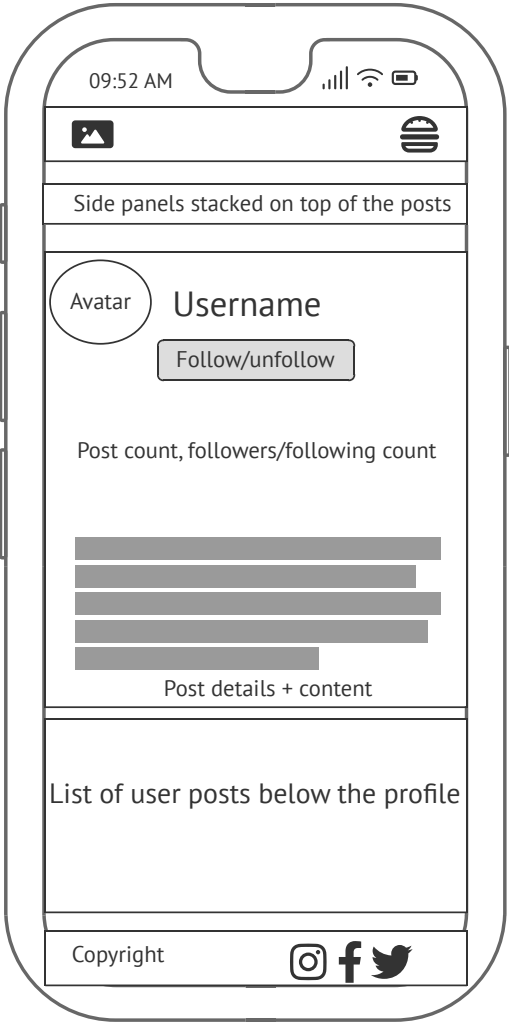 09:52 AM
Side panels stacked on top of the posts
Avatar
Username
Follow/unfollow
Post count, followers/following count
Post details + content
List of user posts below the profile
Copyright